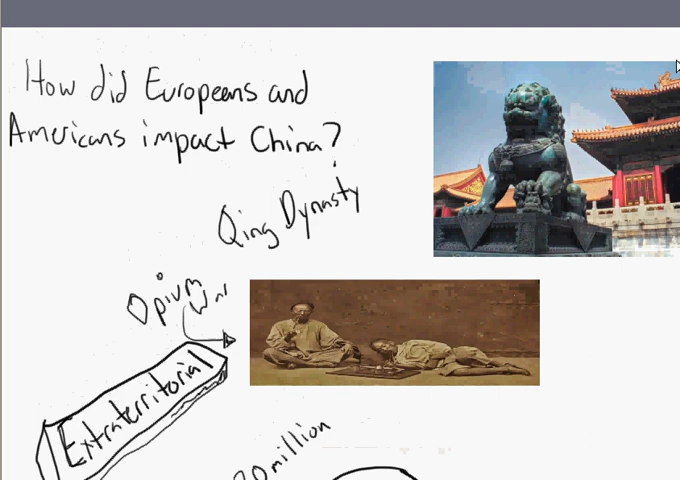 How did Europeans and
Americans impact China?
Qing Dynasty
Opium
War
Extraterritorial
million